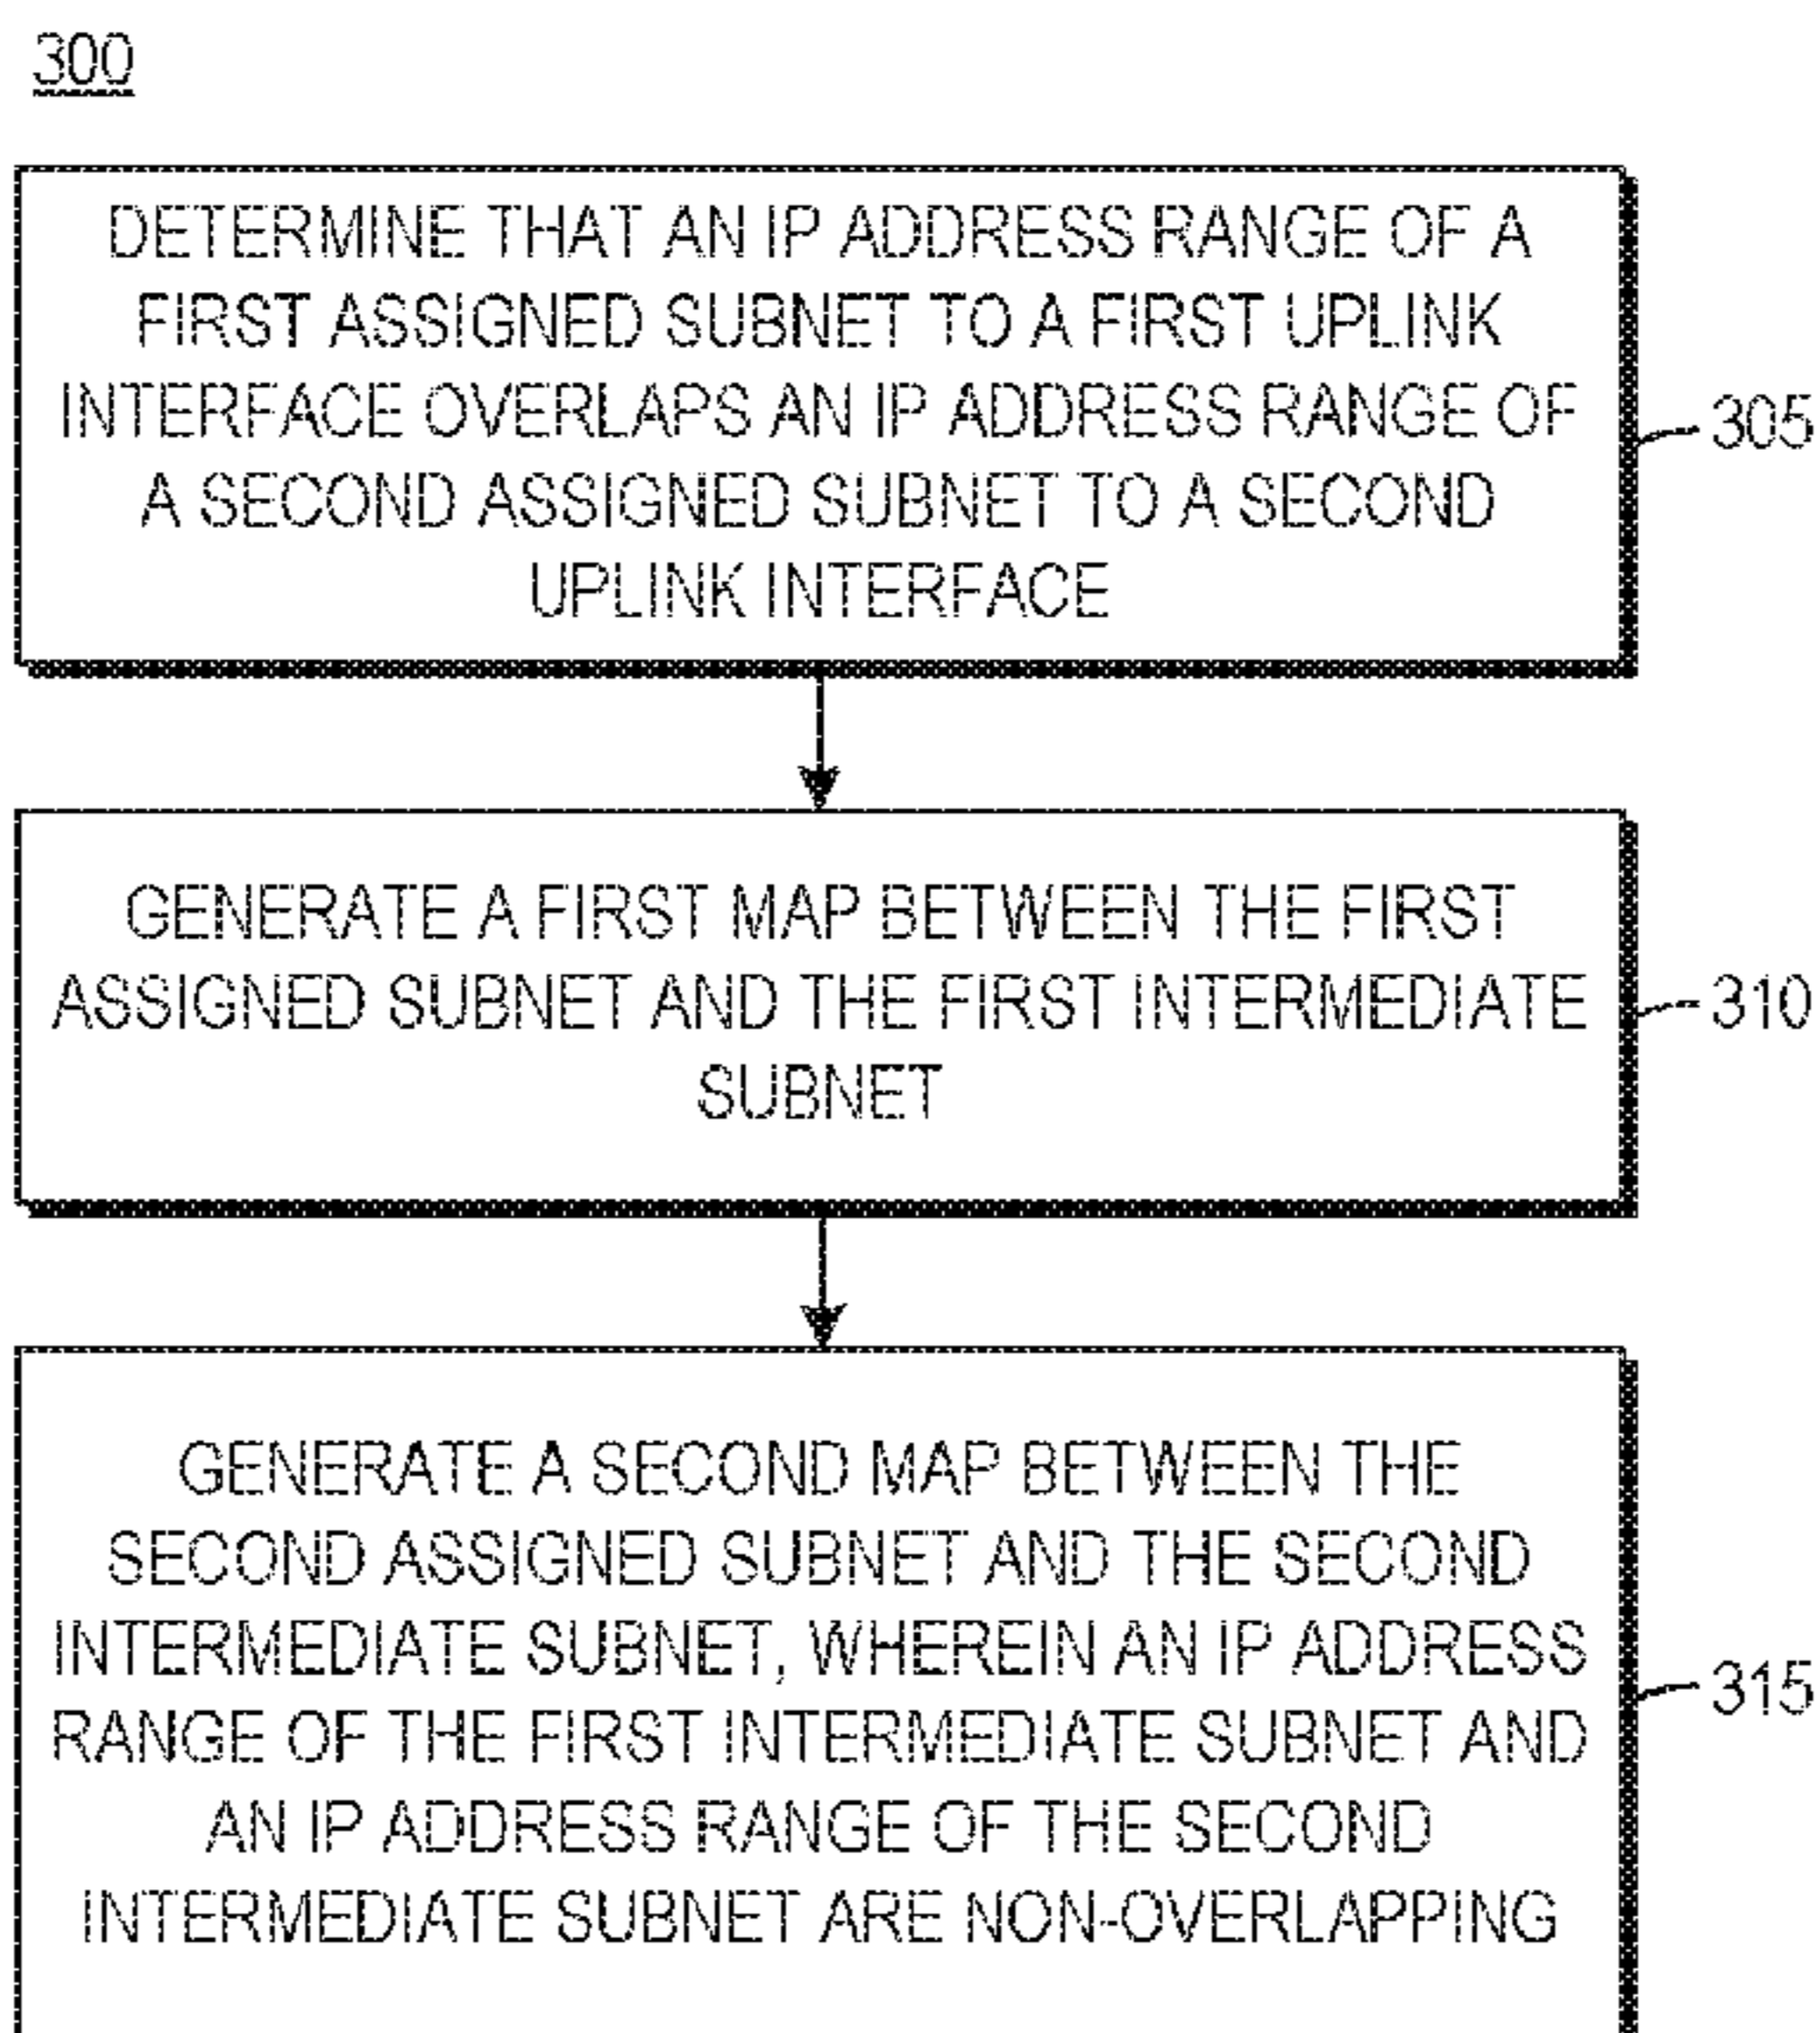 300
DETERMINE THAT AN IP ADDRESS RANGE OF A
FIRST ASSIGNED SUBNET TO A FIRST UPLINK
INTERFACE OVERLAPS AN IP ADDRESS RANGE OF
A SECOND ASSIGNED SUBNET TO A SECOND
UPLINK INTERFACE
305
GENERATE A FIRST MAP BETWEEN THE FIRST
ASSIGNED SUBNET AND THE FIRST INTERMEDIATE
SUBNET
310
GENERATE A SECOND MAP BETWEEN THE
SECOND ASSIGNED SUBNET AND THE SECOND
INTERMEDIATE SUBNET, WHEREIN AN IP ADDRESS
RANGE OF THE FIRST INTERMEDIATE SUBNET AND
AN IP ADDRESS RANGE OF THE SECOND
INTERMEDIATE SUBNET ARE NON-OVERLAPPING
315